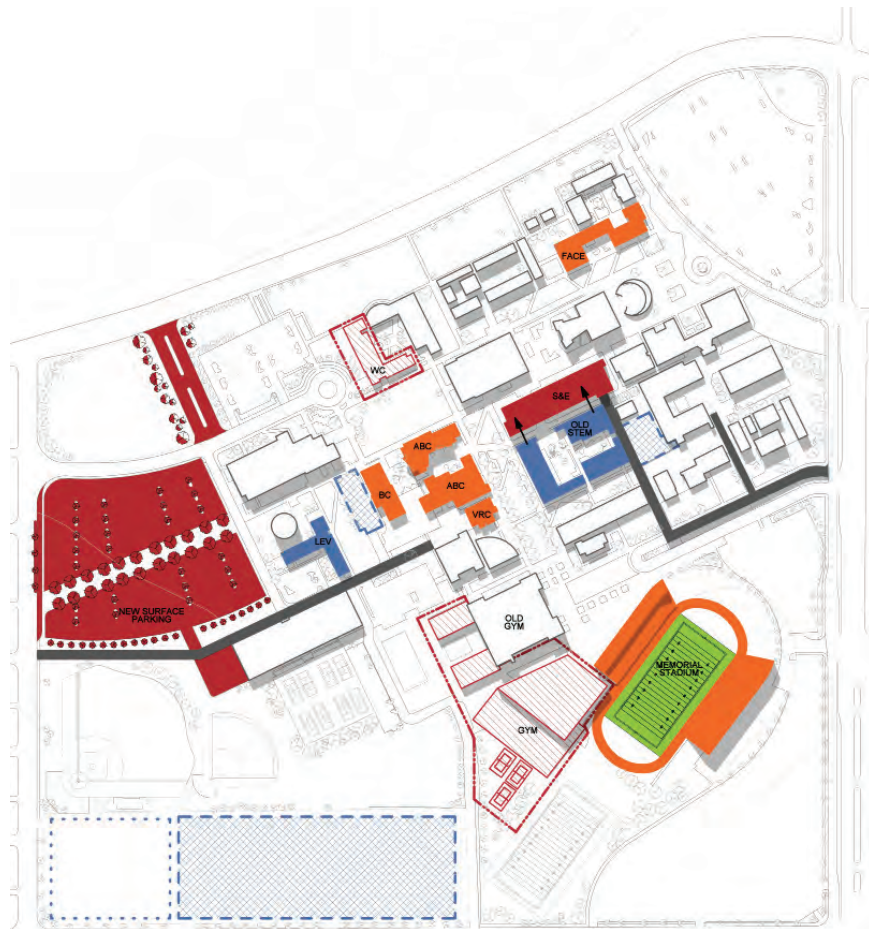 FACE
WC
S&E
OLD
STEM
ABC
ABC
BC
VRC
LEV
NEW SURFACE
PARKING
OLD
GYM
MEMORIAL
STADIUM
GYM